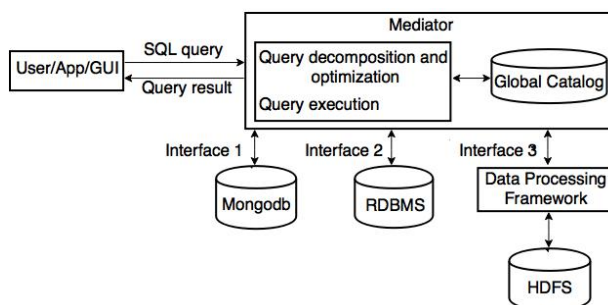 Mediator
User/App/GUI
SQL query
Query result
Query decomposition and
optimization
Query execution
Global Catalog
Interface 1
Interface 2
Interface 3
Mongodb
RDBMS
Data Processing
Framework
HDFS